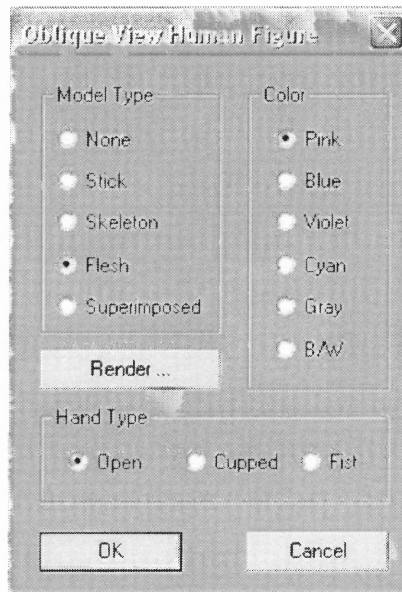 Oblique View Human Figure
Model Type
None
Stick
Skeleton
Flesh
Superimposed
Render ...
Color
Pink
Blue
Violet
Cyan
Gray
B/W
Hand Type
Open Cupped Fist
OK Cancel